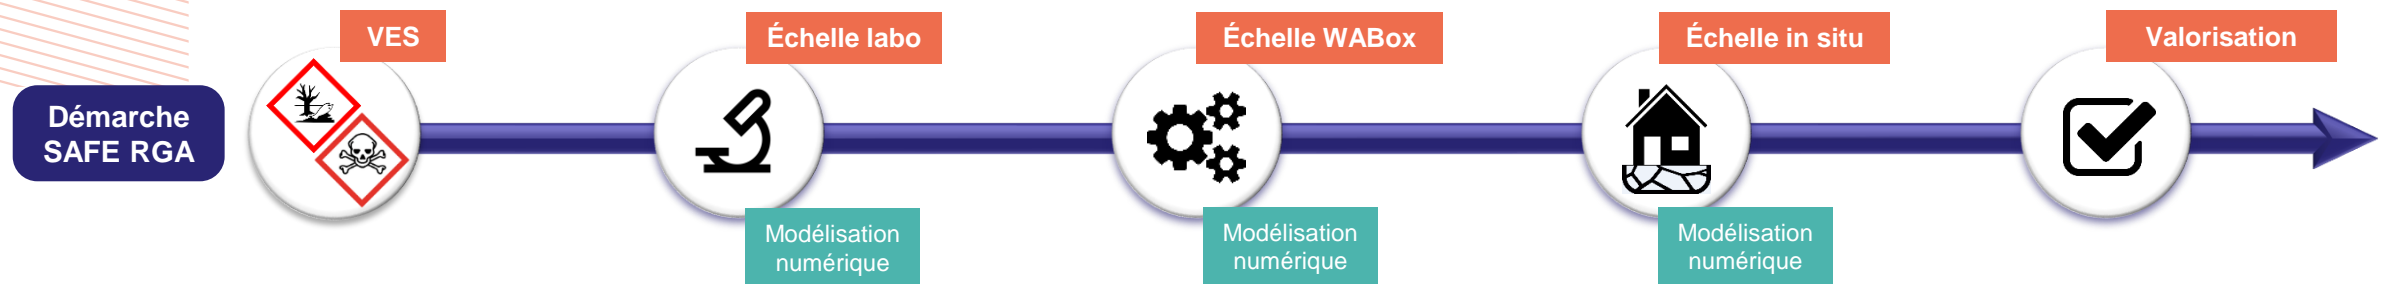 VES
Échelle labo
Échelle WABox
Échelle in situ
Valorisation
Démarche
SAFE RGA
Modélisation
numérique
Modélisation
numérique
Modélisation
numérique